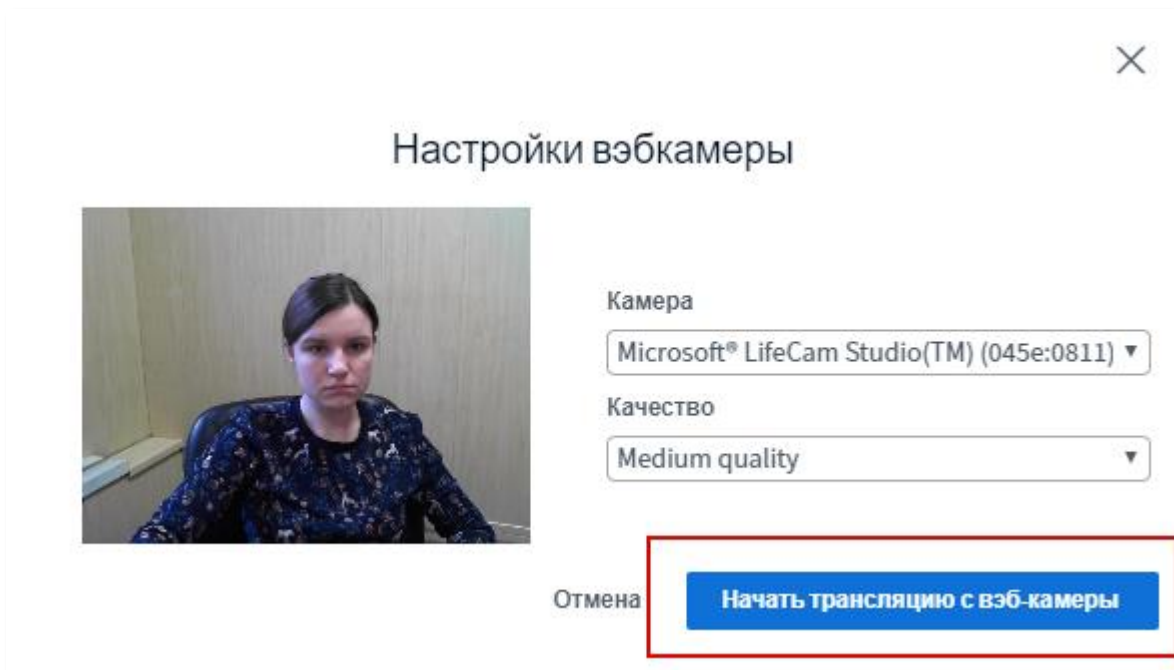 Настройки вэбкамеры
Камера
Microsoft® LifeCam Studio(TM) (045e:0811)
Качество
Medium quality
Отмена
Начать трансляцию с вэб-камеры